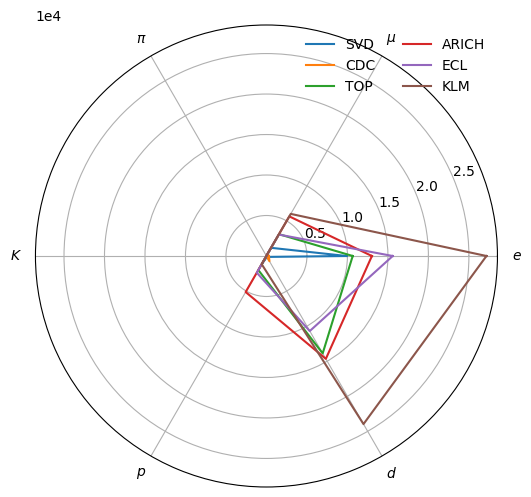 1e4
π
μ
SVD ARICH
CDC ECL
TOP KLM
2.5
2.0
1.5
1.0
0.5
K
e
p
d